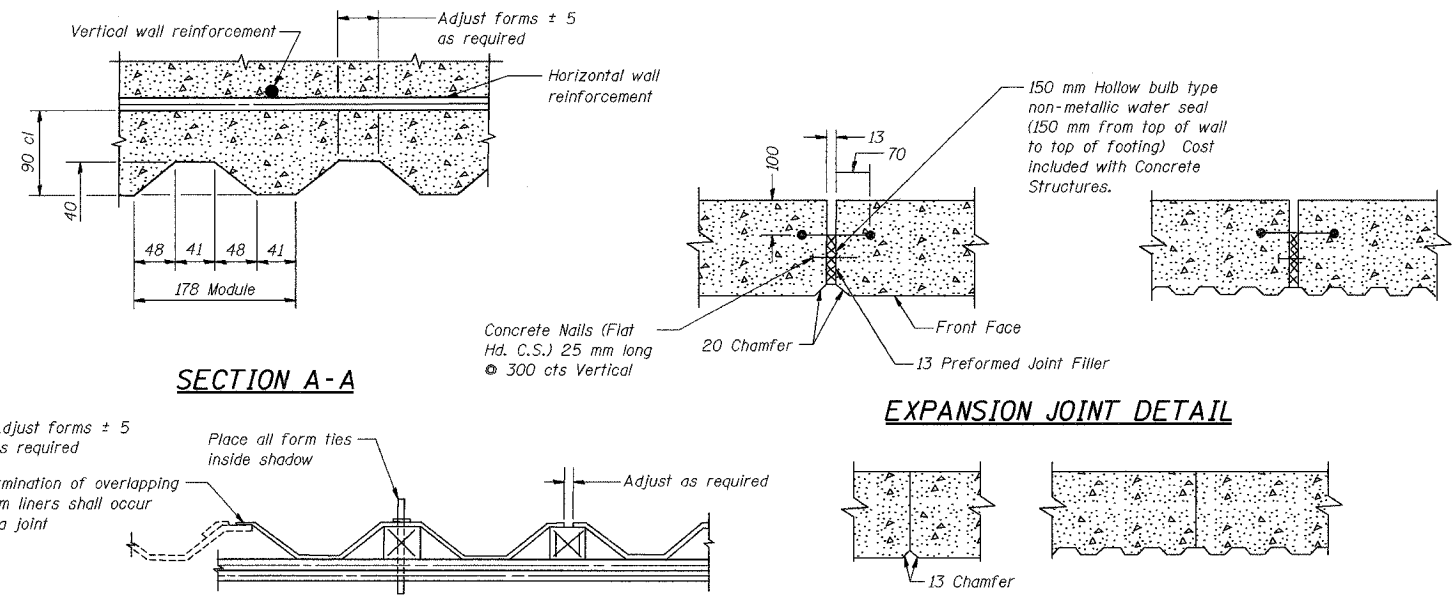 Vertical wall reinforcement
Adjust forms ± 5
as required
Horizontal wall
reinforcement
90 cl
40
48
41
48
41
178 Module
SECTION A-A
150 mm Hollow bulb type
non-metallic water seal
(150 mm from top of wall
to top of footing) Cost
included with Concrete
Structures.
13
70
100
Concrete Nails (Flat
Hd. C.S.) 25 mm long
@ 300 cts Vertical
20 Chamfer
Front Face
13 Preformed Joint Filler
EXPANSION JOINT DETAIL
djust forms ± 5
s required
Place all form ties
inside shadow
rmination of overlapping
m liners shall occur
a joint
Adjust as required
13 Chamfer